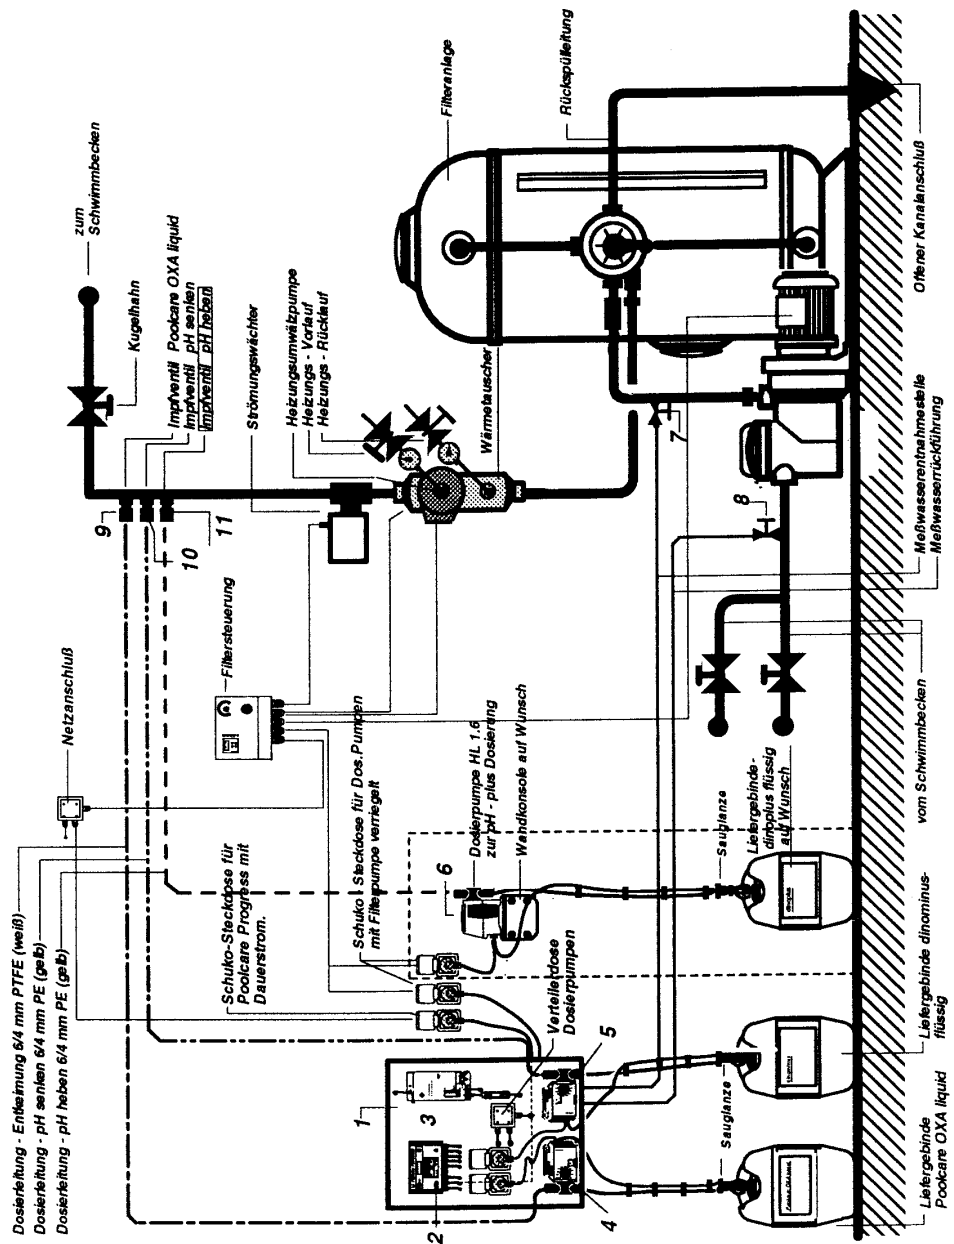 Dosierleitung - Entkeimung 6/4 mm PTFE (weiß)
Dosierleitung - pH senken 6/4 mm PE (gelb)
Dosierleitung - pH heben 6/4 mm PE (gelb)
Netzanschluß
9
10
11
zum
Schwimmbecken
Kugelhahn
Impfventil Poolcare OXA liquid
Impfventil pH senken
Impfventil pH heben
Strömungswächter
Heizungsumwälzpumpe
Heizungs - Vorlauf
Heizungs - Rücklauf
Wärmetauscher
Filteranlage
Rückspülleitung
Filtersteuerung
Schuko-Steckdose für
Poolcare Progress mit
Dauerstrom.
Schuko Steckdose für Dos.Pumpen
mit Filterpumpe verriegelt
6
Dosierpumpe HL 1.6
zur pH - plus Dosierung
Wandkonsole auf Wunsch
1
2
3
4
5
Verteilerdose
Dosierpumpen
7
8
Sauglanze
Sauglanze
Liefergebinde-
dinoplus flüssig
auf Wunsch
Liefergebinde
Poolcare OXA liquid
Liefergebinde dinominus-
flüssig
vom Schwimmbecken
Meßwasserentnahmestelle
Meßwasserrückführung
Offener Kanalanschluß